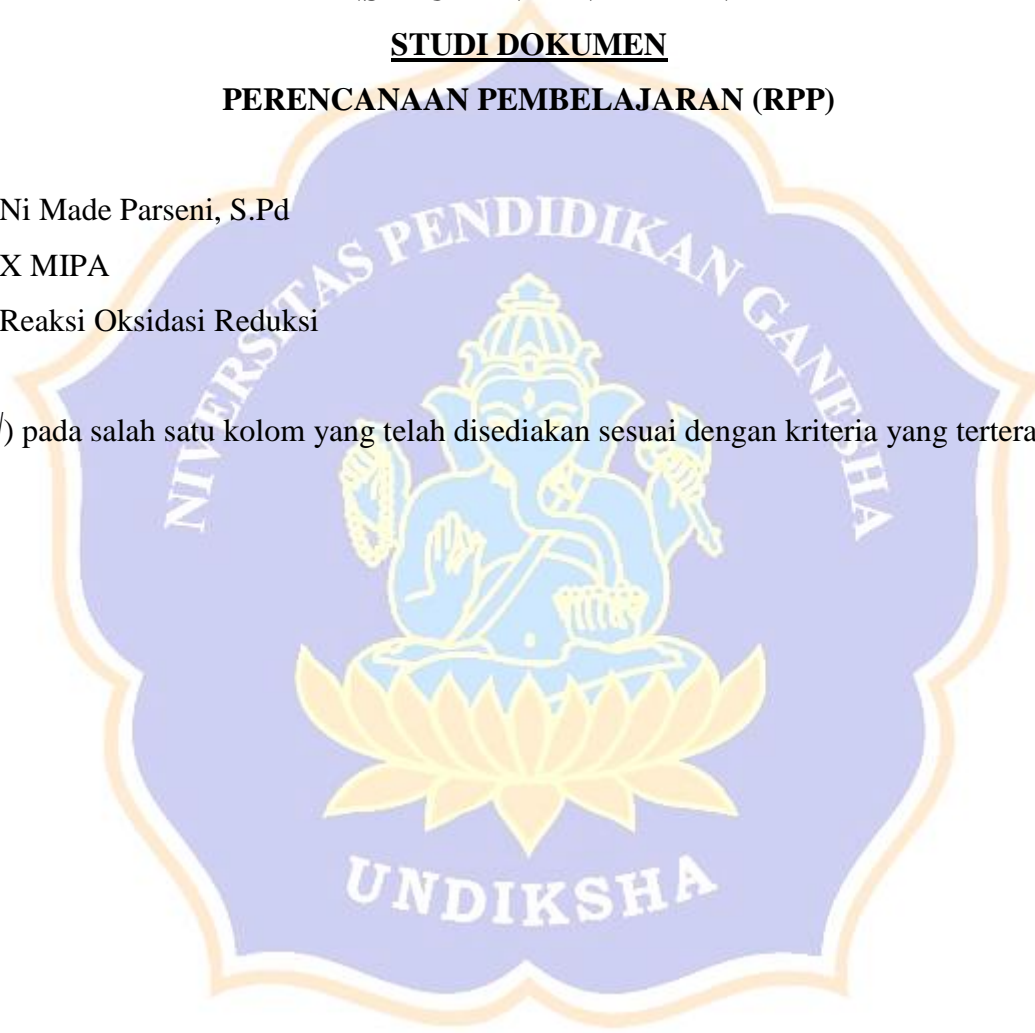 STUDI DOKUMEN
PERENCANAAN PEMBELAJARAN (RPP)
Ni Made Parseni, S.Pd
X MIPA
Reaksi Oksidasi Reduksi
) pada salah satu kolom yang telah disediakan sesuai dengan kriteria yang tertera
NIVERSITAS PENDIDIKAN GANESHA
UNDIKSHA